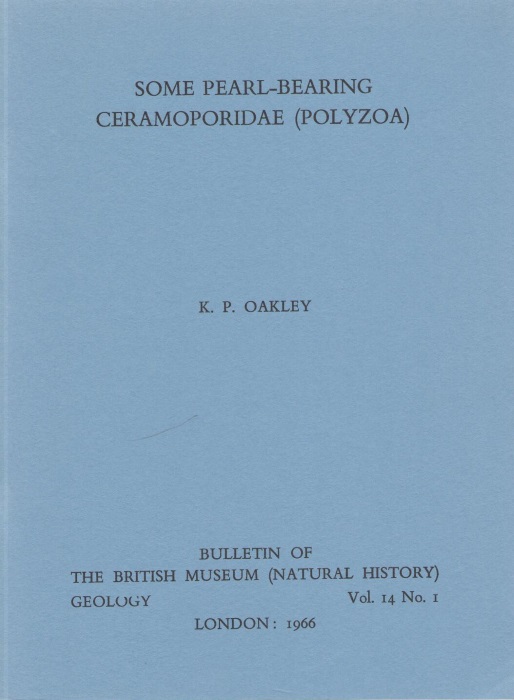 SOME PEARL-BEARING
CERAMOPORIDAE (POLYZOA)
K. P. OAKLEY
BULLETIN OF
THE BRITISH MUSEUM (NATURAL HISTORY)
GEOLOGY Vol. 14 No. 1
LONDON: 1966